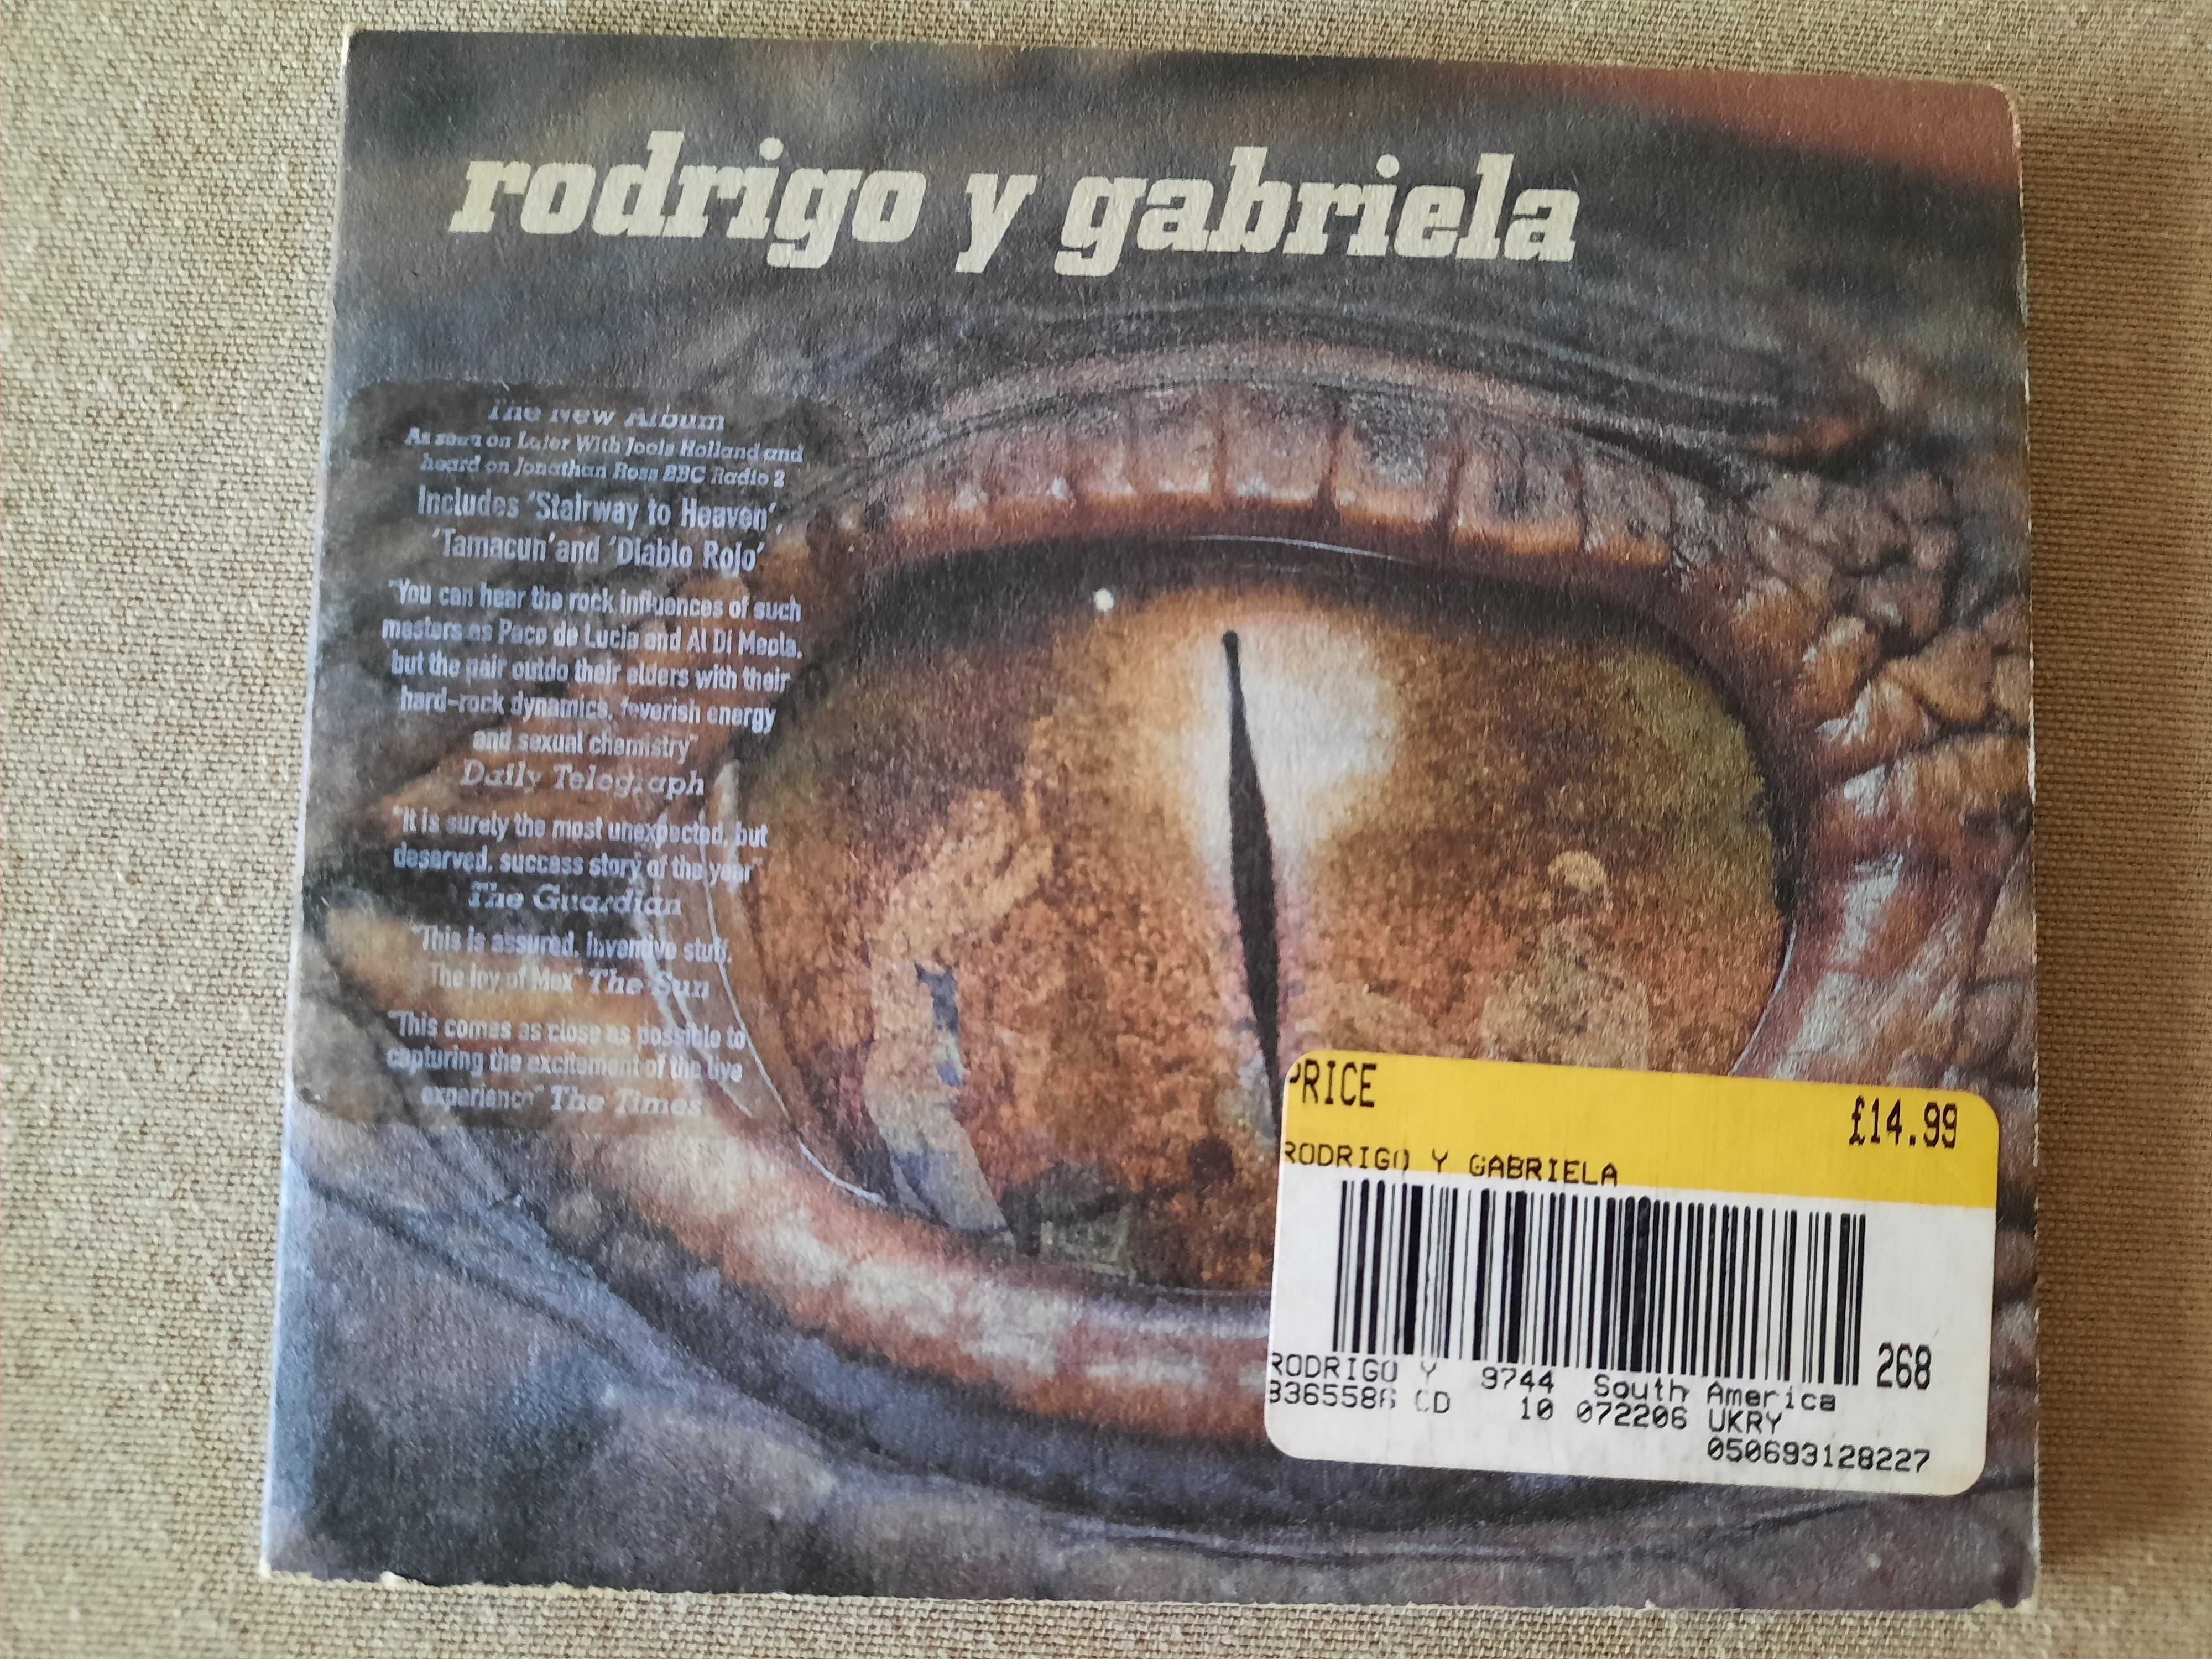 rodrigo y gabriela
The New Album
As seen on Later With Jools Holland and
heard on Jonathan Ross BBC Radio 2
Includes 'Stairway to Heaven',
'Tamacun' and 'Diablo Rojo'
"You can hear the rock influences of such
masters as Paco de Lucia and Al Di Meola,
but the pair outdo their elders with their
hard-rock dynamics, feverish energy
and sexual chemistry"
Daily Telegraph
"It is surely the most unexpected, but
deserved, success story of the year"
The Guardian
"This is assured, inventive stuff.
The joy of Mex" The Sun
"This comes as close as possible to
capturing the excitement of the live
experience" The Times
PRICE
£14.99
RODRIGO Y GABRIELA
268
RODRIGO Y 9744 South America
8365586 CD 10 072206 UKRY
050693128227